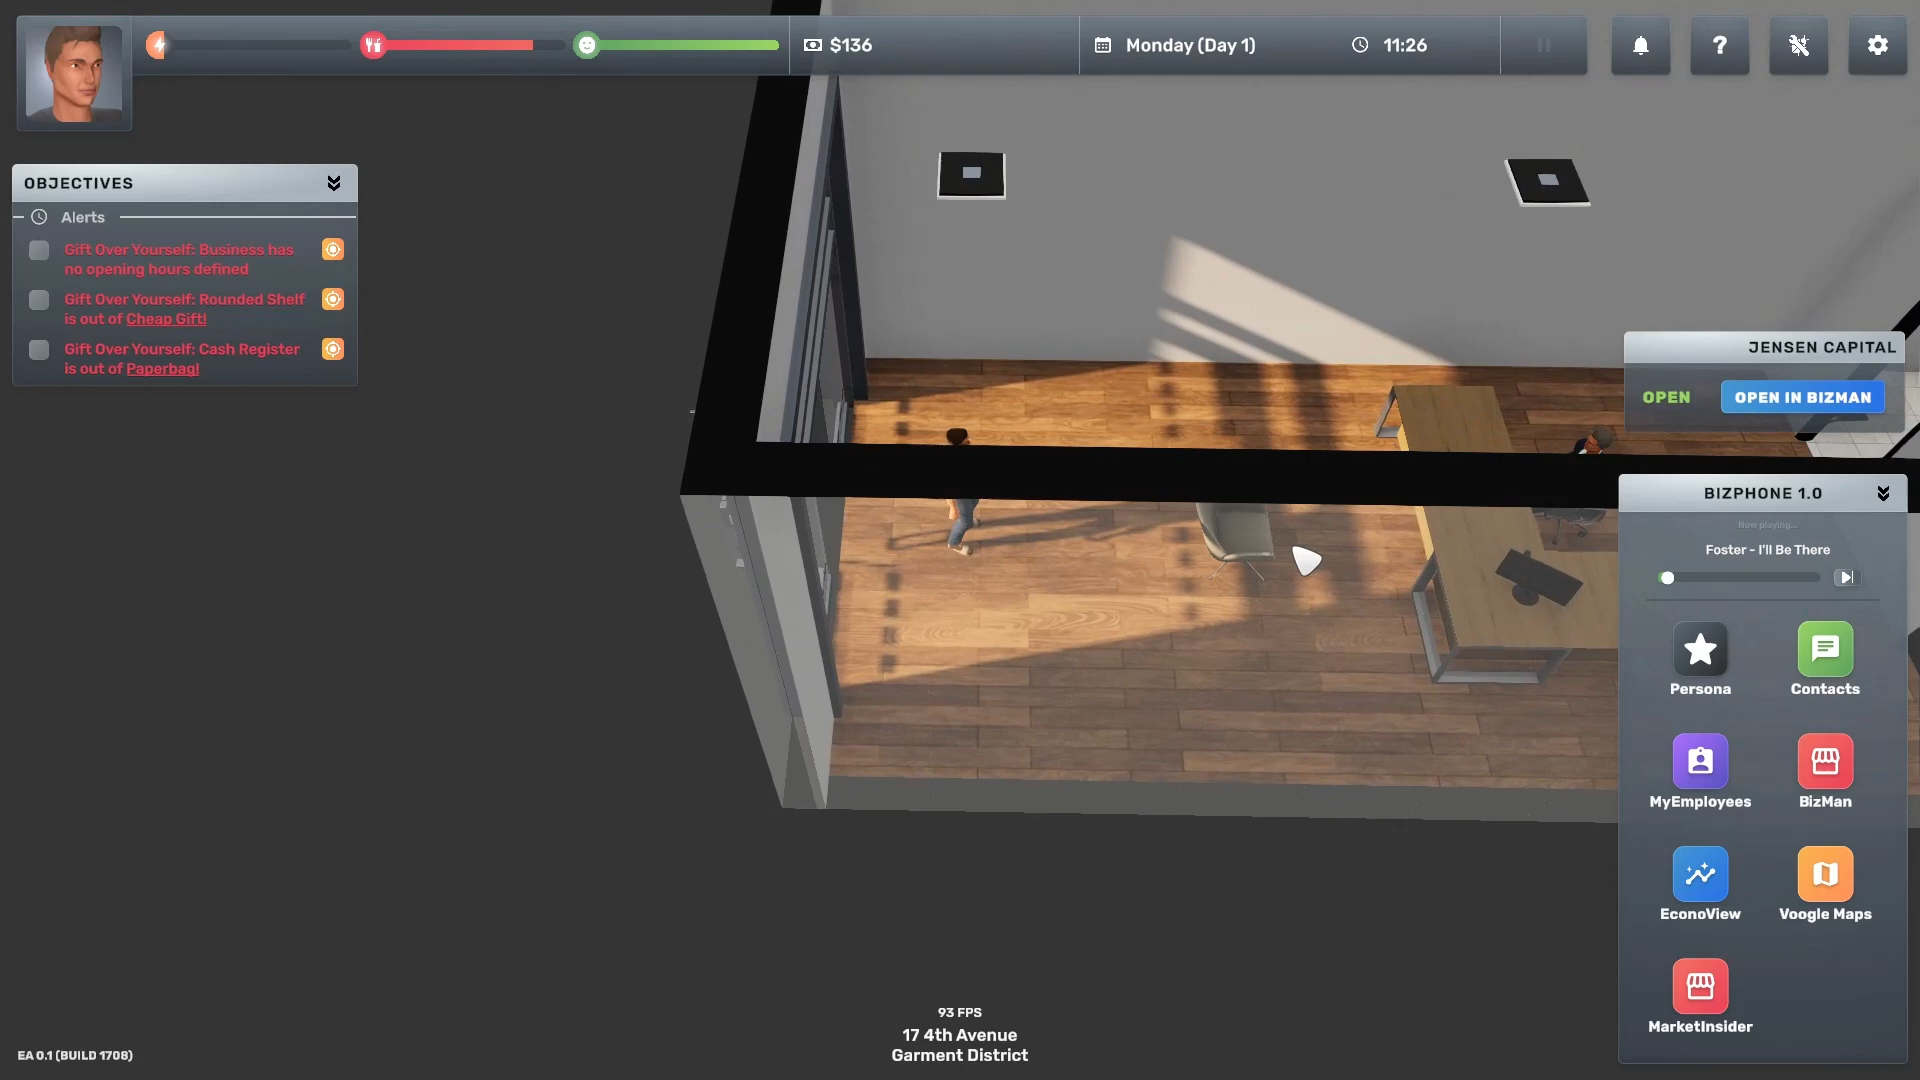 $136
Monday (Day 1)
11:26
?
OBJECTIVES
Alerts
Gift Over Yourself: Business has
no opening hours defined
Gift Over Yourself: Rounded Shelf
is out of Cheap Gift!
Gift Over Yourself: Cash Register
is out of Paperbag!
JENSEN CAPITAL
OPEN
OPEN IN BIZMAN
BIZPHONE 1.0
Now playing...
Foster - I'll Be There
Persona
Contacts
MyEmployees
BizMan
EconoView
Voogle Maps
MarketInsider
93 FPS
17 4th Avenue
Garment District
EA 0.1 (BUILD 1708)